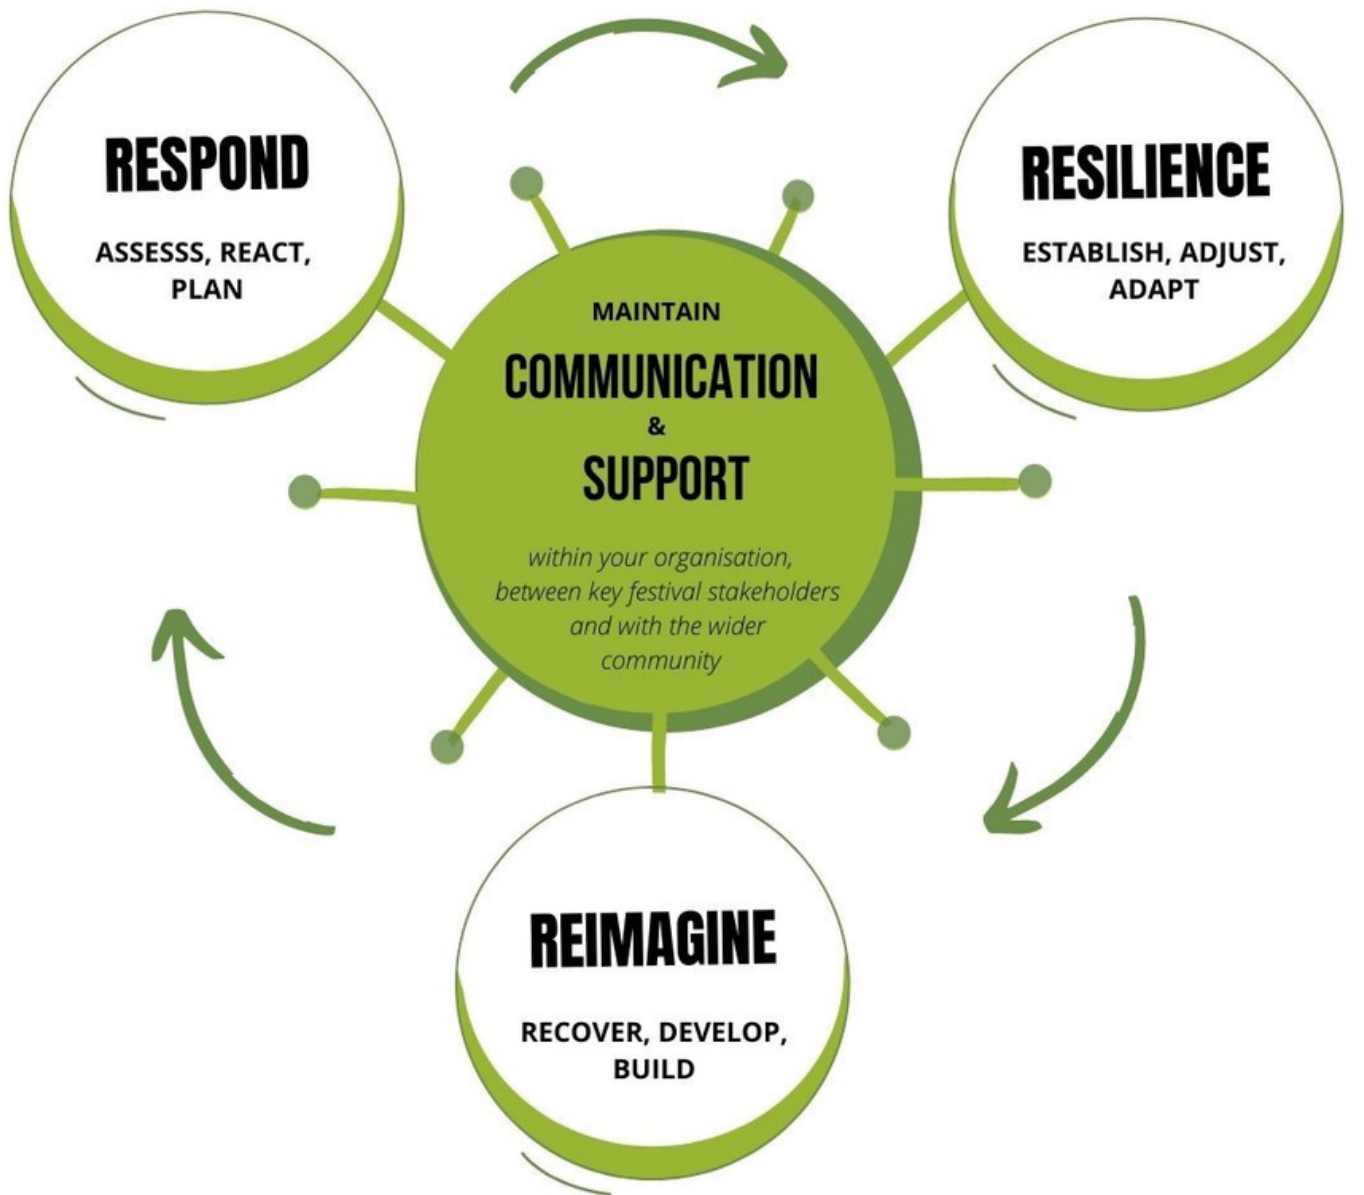 RESPOND
ASSESSS, REACT,
PLAN
RESILIENCE
ESTABLISH, ADJUST,
ADAPT
MAINTAIN
COMMUNICATION
&
SUPPORT
within your organisation,
between key festival stakeholders
and with the wider
community
REIMAGINE
RECOVER, DEVELOP,
BUILD